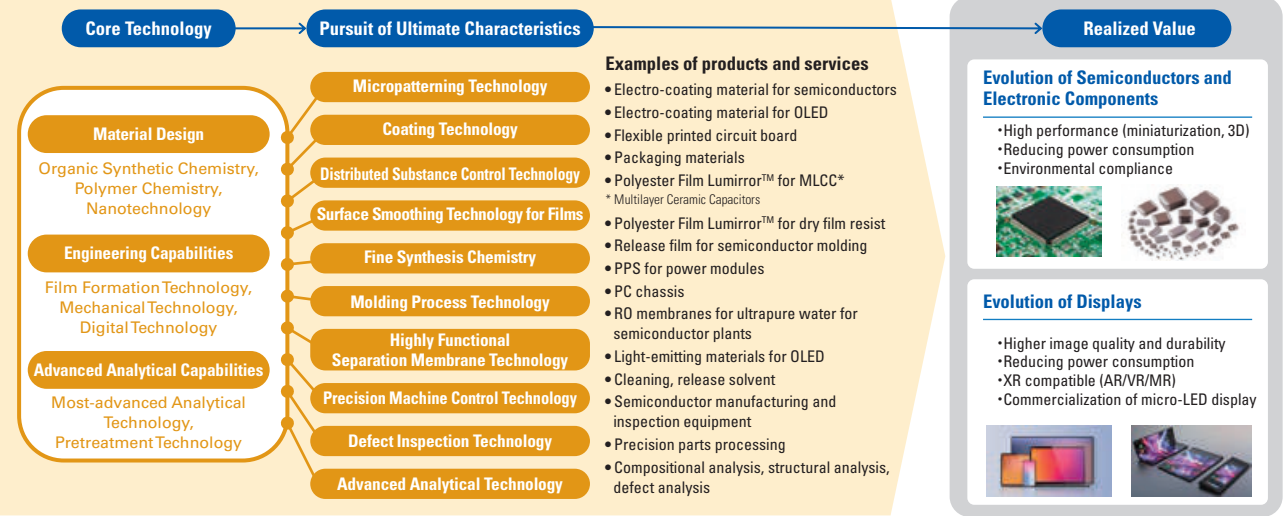 Core Technology
Pursuit of Ultimate Characteristics
Realized Value
Material Design
Organic Synthetic Chemistry,
Polymer Chemistry,
Nanotechnology
Engineering Capabilities
Film Formation Technology,
Mechanical Technology,
Digital Technology
Advanced Analytical Capabilities
Most-advanced Analytical
Technology,
Pretreatment Technology
Micropatterning Technology
Coating Technology
Distributed Substance Control Technology
Surface Smoothing Technology for Films
Fine Synthesis Chemistry
Molding Process Technology
Highly Functional
Separation Membrane Technology
Precision Machine Control Technology
Defect Inspection Technology
Advanced Analytical Technology
Examples of products and services
• Electro-coating material for semiconductors
• Electro-coating material for OLED
• Flexible printed circuit board
• Packaging materials
• Polyester Film Lumirror™ for MLCC*
* Multilayer Ceramic Capacitors
• Polyester Film Lumirror™ for dry film resist
• Release film for semiconductor molding
• PPS for power modules
• PC chassis
• RO membranes for ultrapure water for
semiconductor plants
• Light-emitting materials for OLED
• Cleaning, release solvent
• Semiconductor manufacturing and
inspection equipment
• Precision parts processing
• Compositional analysis, structural analysis,
defect analysis
Evolution of Semiconductors and
Electronic Components
・High performance (miniaturization, 3D)
・Reducing power consumption
・Environmental compliance
Evolution of Displays
・Higher image quality and durability
・Reducing power consumption
・XR compatible (AR/VR/MR)
・Commercialization of micro-LED display